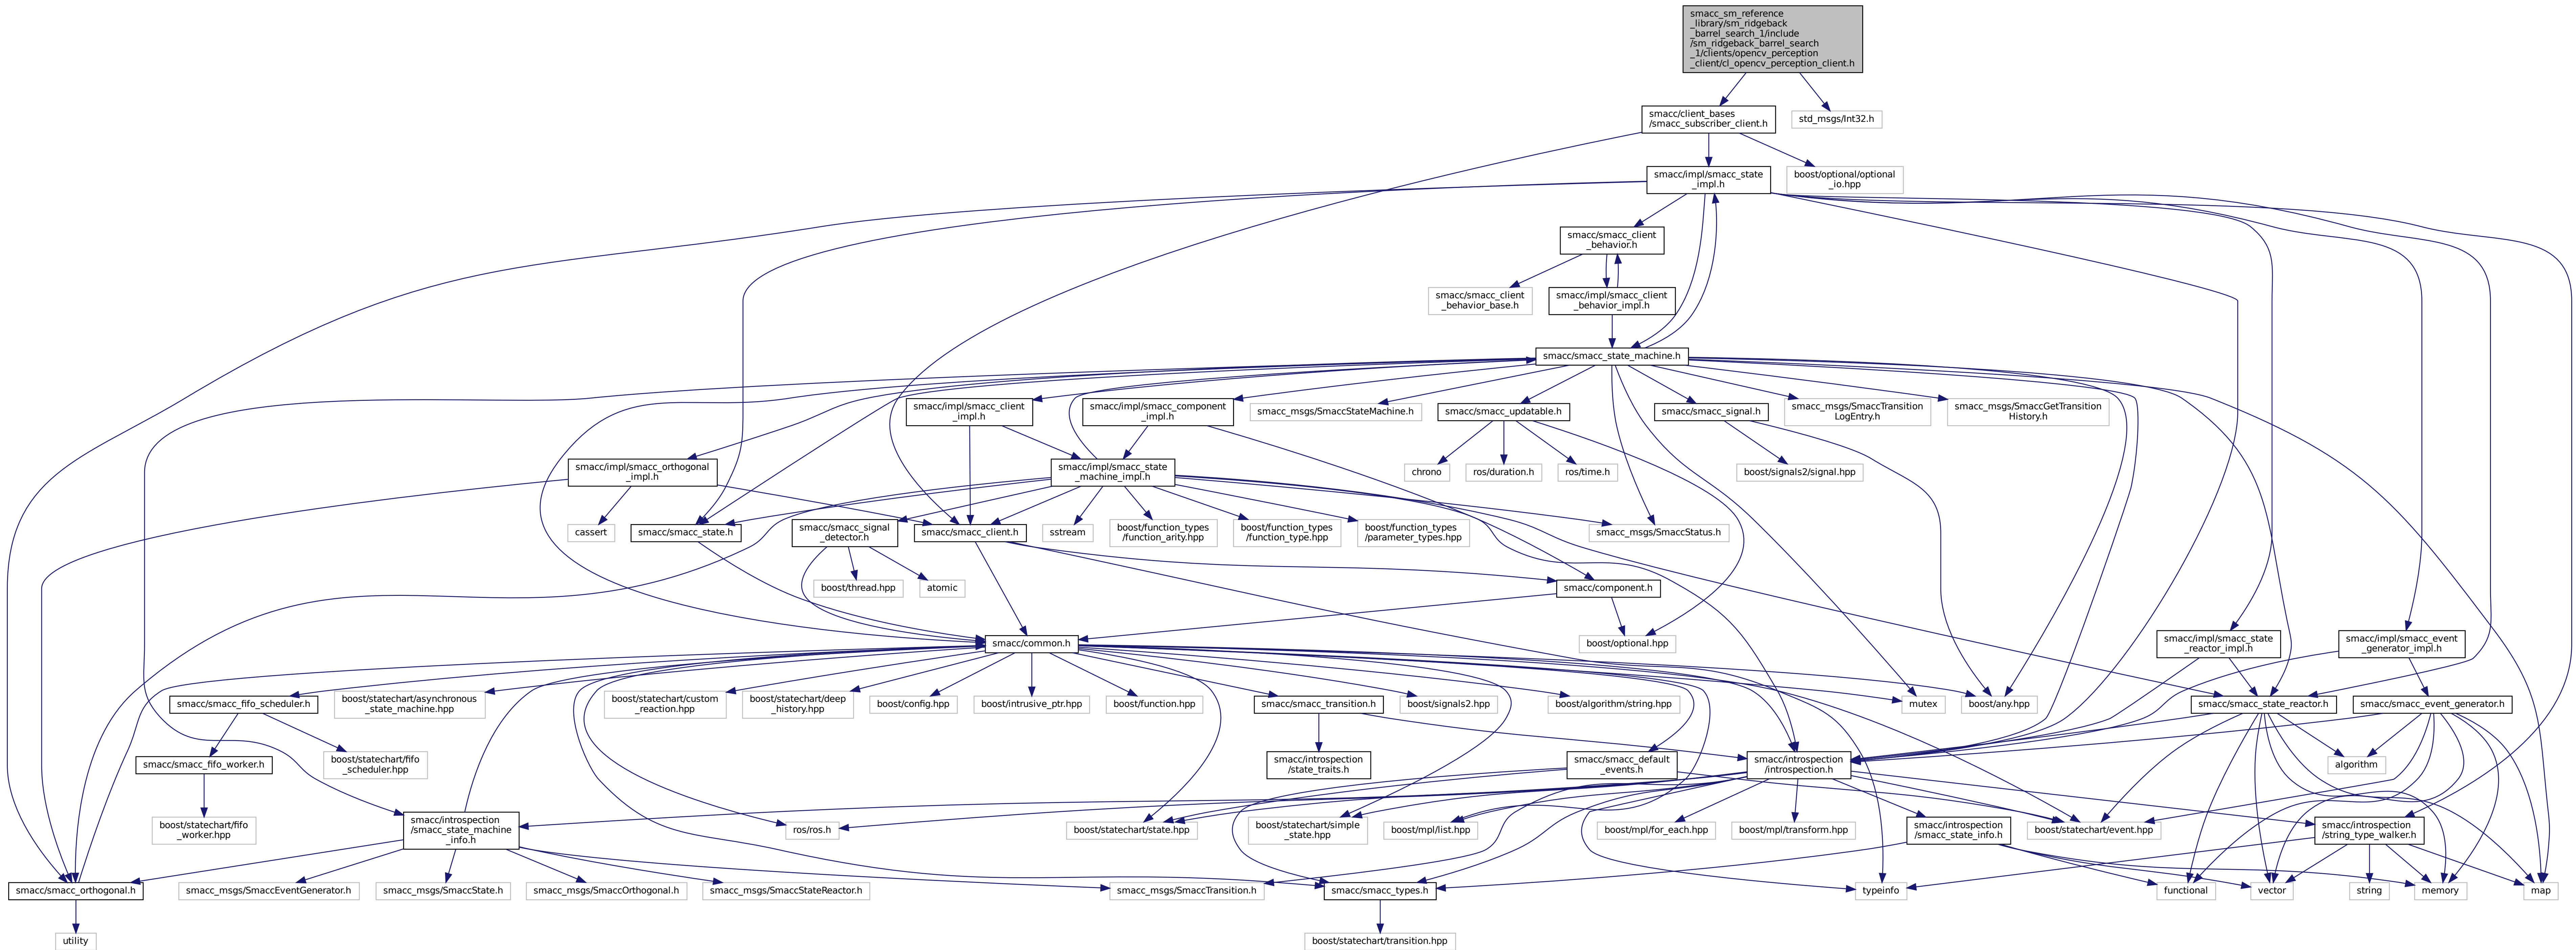 smacc_sm_reference
_library/sm_ridgeback
_barrel_search_1/include
/sm_ridgeback_barrel_search
_1/clients/opencv_perception
_client/cl_opencv_perception_client.h
smacc/client_bases
/smacc_subscriber_client.h
std_msgs/Int32.h
smacc/impl/smacc_state
_impl.h
boost/optional/optional
_io.hpp
smacc/smacc_client
_behavior.h
smacc/smacc_client
_behavior_base.h
smacc/impl/smacc_client
_behavior_impl.h
smacc/smacc_state_machine.h
smacc/impl/smacc_client
_impl.h
smacc/impl/smacc_component
_impl.h
smacc_msgs/SmaccStateMachine.h
smacc/smacc_updatable.h
smacc/smacc_signal.h
smacc_msgs/SmaccTransition
LogEntry.h
smacc_msgs/SmaccGetTransition
History.h
smacc/impl/smacc_orthogonal
_impl.h
smacc/impl/smacc_state
_machine_impl.h
chrono
ros/duration.h
ros/time.h
boost/signals2/signal.hpp
cassert
smacc/smacc_state.h
smacc/smacc_signal
_detector.h
smacc/smacc_client.h
sstream
boost/function_types
/function_arity.hpp
boost/function_types
/function_type.hpp
boost/function_types
/parameter_types.hpp
smacc_msgs/SmaccStatus.h
boost/thread.hpp
atomic
smacc/component.h
smacc/common.h
boost/optional.hpp
smacc/impl/smacc_state
_reactor_impl.h
smacc/impl/smacc_event
_generator_impl.h
smacc/smacc_fifo_scheduler.h
boost/statechart/asynchronous
_state_machine.hpp
boost/statechart/custom
_reaction.hpp
boost/statechart/deep
_history.hpp
boost/config.hpp
boost/intrusive_ptr.hpp
boost/function.hpp
smacc/smacc_transition.h
boost/signals2.hpp
boost/algorithm/string.hpp
mutex
boost/any.hpp
smacc/smacc_state_reactor.h
smacc/smacc_event_generator.h
smacc/smacc_fifo_worker.h
boost/statechart/fifo
_scheduler.hpp
smacc/introspection
/state_traits.h
smacc/smacc_default
_events.h
smacc/introspection
/introspection.h
algorithm
boost/statechart/fifo
_worker.hpp
smacc/introspection
/smacc_state_machine
_info.h
ros/ros.h
boost/statechart/state.hpp
boost/statechart/simple
_state.hpp
boost/mpl/list.hpp
boost/mpl/for_each.hpp
boost/mpl/transform.hpp
smacc/introspection
/smacc_state_info.h
boost/statechart/event.hpp
smacc/introspection
/string_type_walker.h
smacc/smacc_orthogonal.h
smacc_msgs/SmaccEventGenerator.h
smacc_msgs/SmaccState.h
smacc_msgs/SmaccOrthogonal.h
smacc_msgs/SmaccStateReactor.h
smacc_msgs/SmaccTransition.h
smacc/smacc_types.h
typeinfo
functional
vector
string
memory
map
utility
boost/statechart/transition.hpp